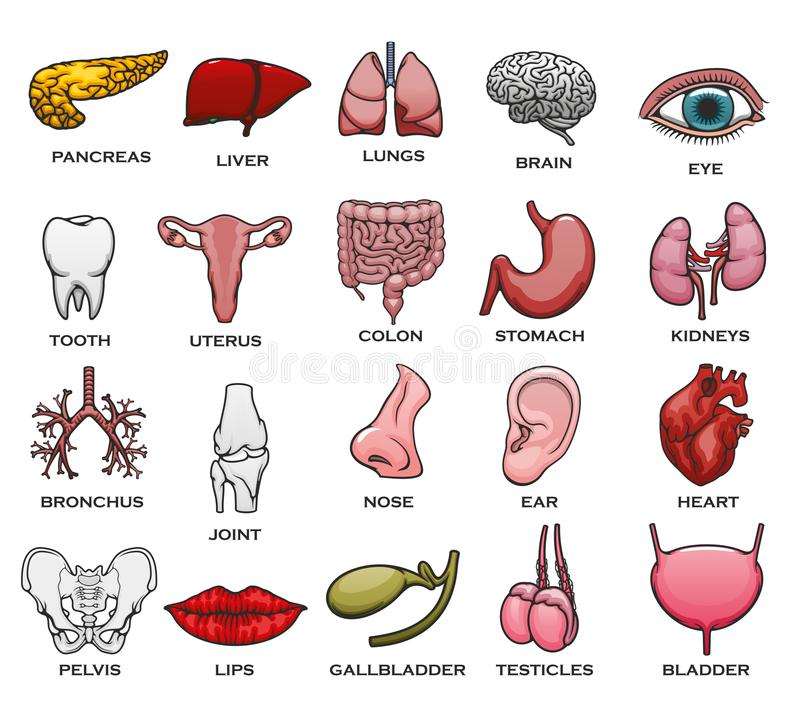 PANCREAS
LIVER
LUNGS
BRAIN
EYE
TOOTH
UTERUS
COLON
STOMACH
KIDNEYS
dreamstime.
BRONCHUS
JOINT
NOSE
EAR
HEART
PELVIS
LIPS
GALLBLADDER
TESTICLES
BLADDER